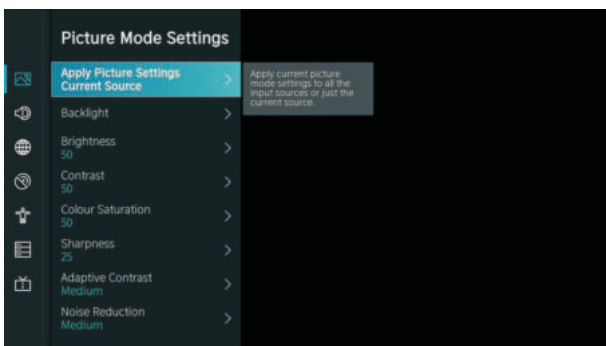 Picture Mode Settings
Apply Picture Settings
Current Source
Apply current picture
mode settings to all the
input sources or just the
current source.
Backlight
Brightness
50
Contrast
50
Colour Saturation
50
Sharpness
25
Adaptive Contrast
Medium
Noise Reduction
Medium